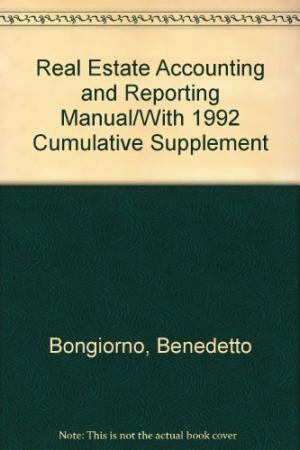 Real Estate Accounting
and Reporting
Manual/With 1992
Cumulative Supplement
Bongiorno, Benedetto
Note: This is not the actual book cover